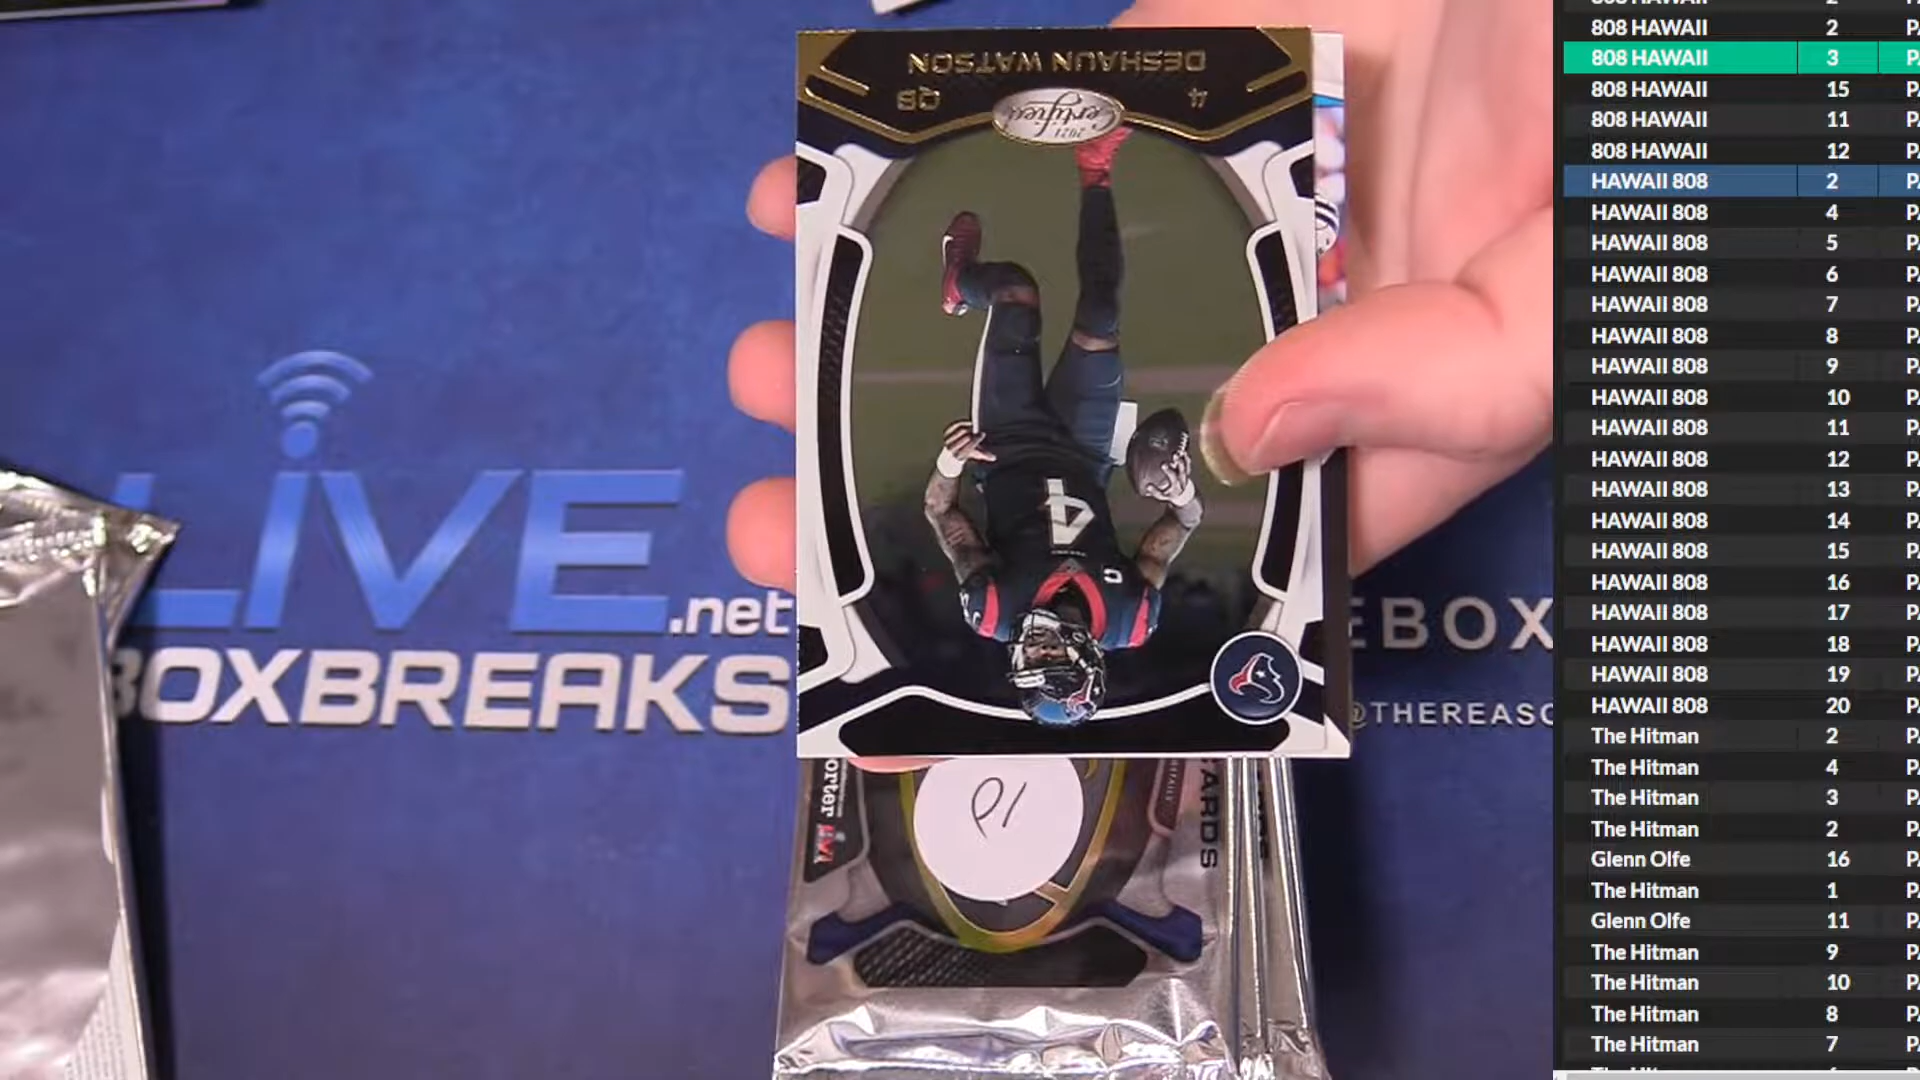 DESHAUN WATSON
4
QB
2021
Certified
4
C
LiVE
.net
BOXBREAKS
EBOX
@THEREASO
10
CARDS
808 HAWAII 2
808 HAWAII 3
808 HAWAII 15
808 HAWAII 11
808 HAWAII 12
HAWAII 808 2
HAWAII 808 4
HAWAII 808 5
HAWAII 808 6
HAWAII 808 7
HAWAII 808 8
HAWAII 808 9
HAWAII 808 10
HAWAII 808 11
HAWAII 808 12
HAWAII 808 13
HAWAII 808 14
HAWAII 808 15
HAWAII 808 16
HAWAII 808 17
HAWAII 808 18
HAWAII 808 19
HAWAII 808 20
The Hitman 2
The Hitman 4
The Hitman 3
The Hitman 2
Glenn Olfe 16
The Hitman 1
Glenn Olfe 11
The Hitman 9
The Hitman 10
The Hitman 8
The Hitman 7